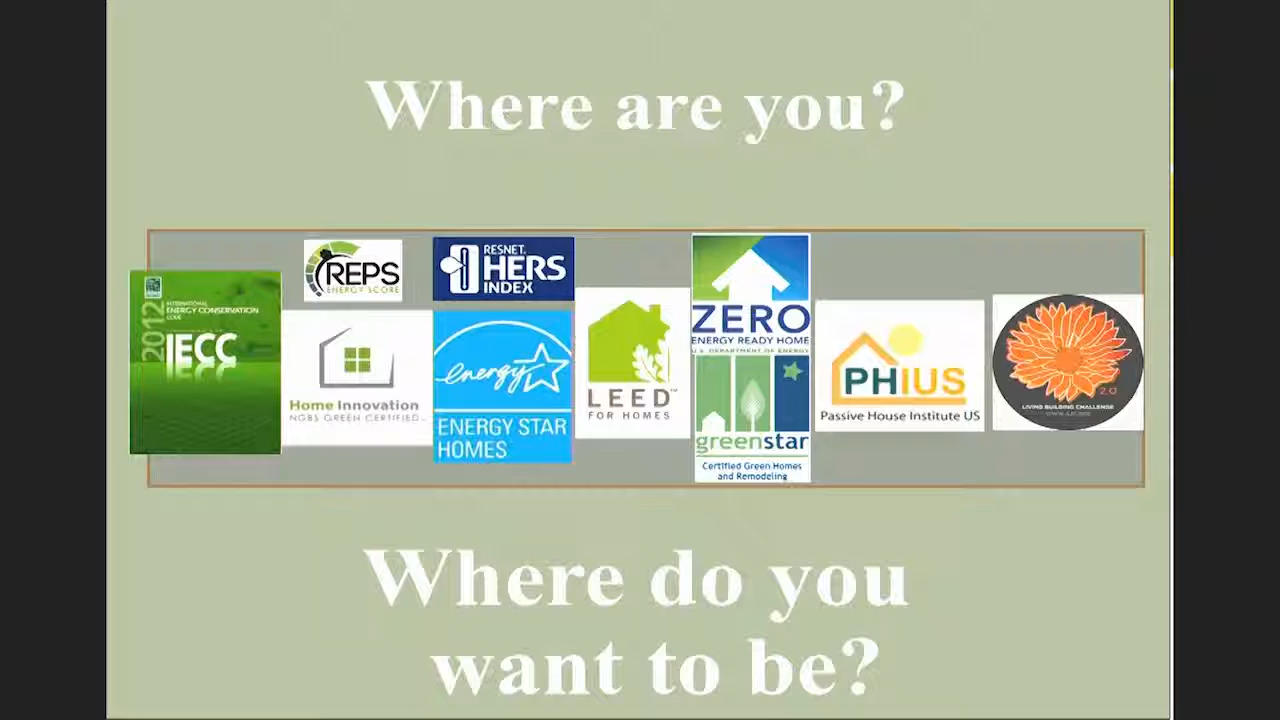 Where are you?
REPS
ENERGY SCORE
RESNET
HERS
INDEX
2012
INTERNATIONAL
ENERGY CONSERVATION
CODE
IECC
Home Innovation
NGBS GREEN CERTIFIED
energy
ENERGY STAR
HOMES
LEED™
FOR HOMES
ZERO
ENERGY READY HOME
U.S. DEPARTMENT OF ENERGY
greenstar
Certified Green Homes
and Remodeling
PHIUS
Passive House Institute US
2.0
LIVING BUILDING CHALLENGE
Where do you
want to be?